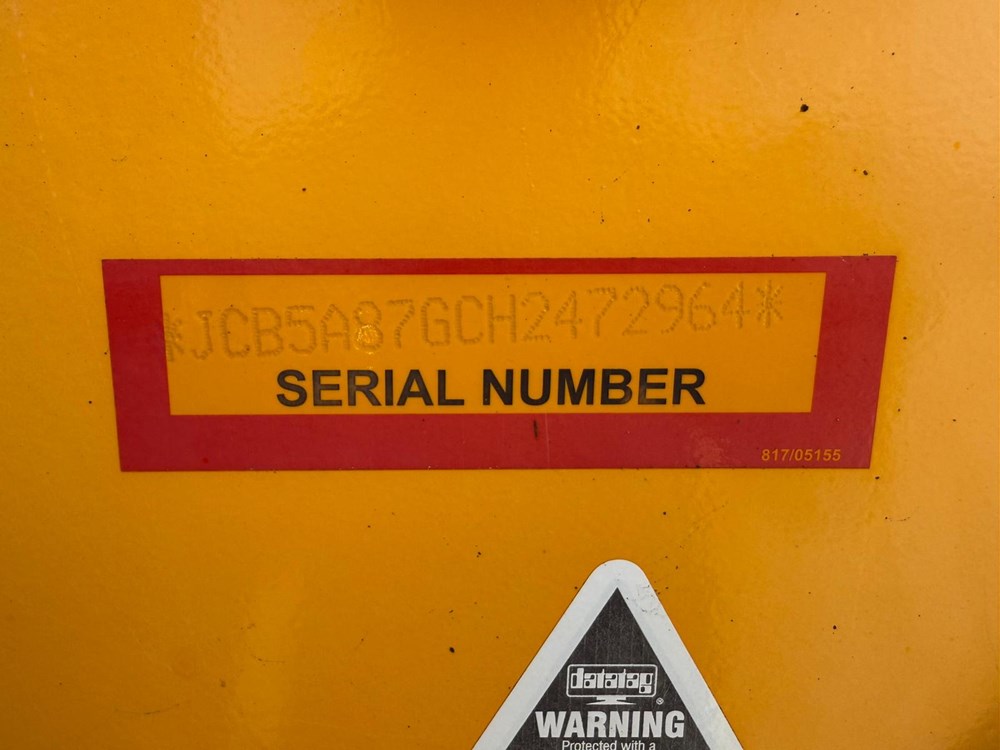 *JCB5A87GCH2472964*
SERIAL NUMBER
817/05155
datatag
®
WARNING
Protected with a